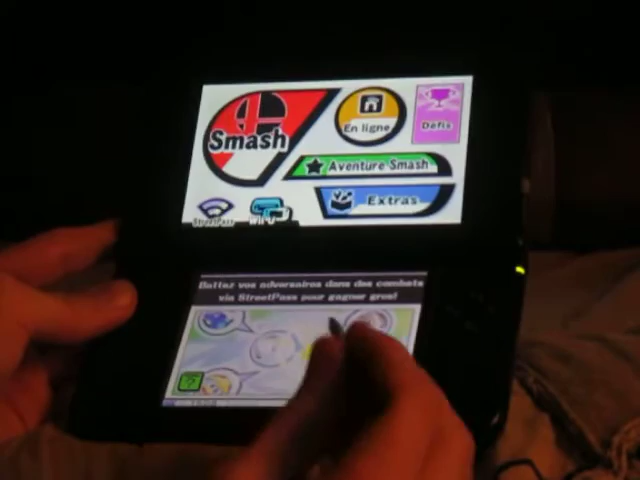 Smash
En ligne
Défis
Aventure Smash
Extras
StreetPass
Wii U
Battez vos adversaires dans des combats
via StreetPass pour gagner gros!